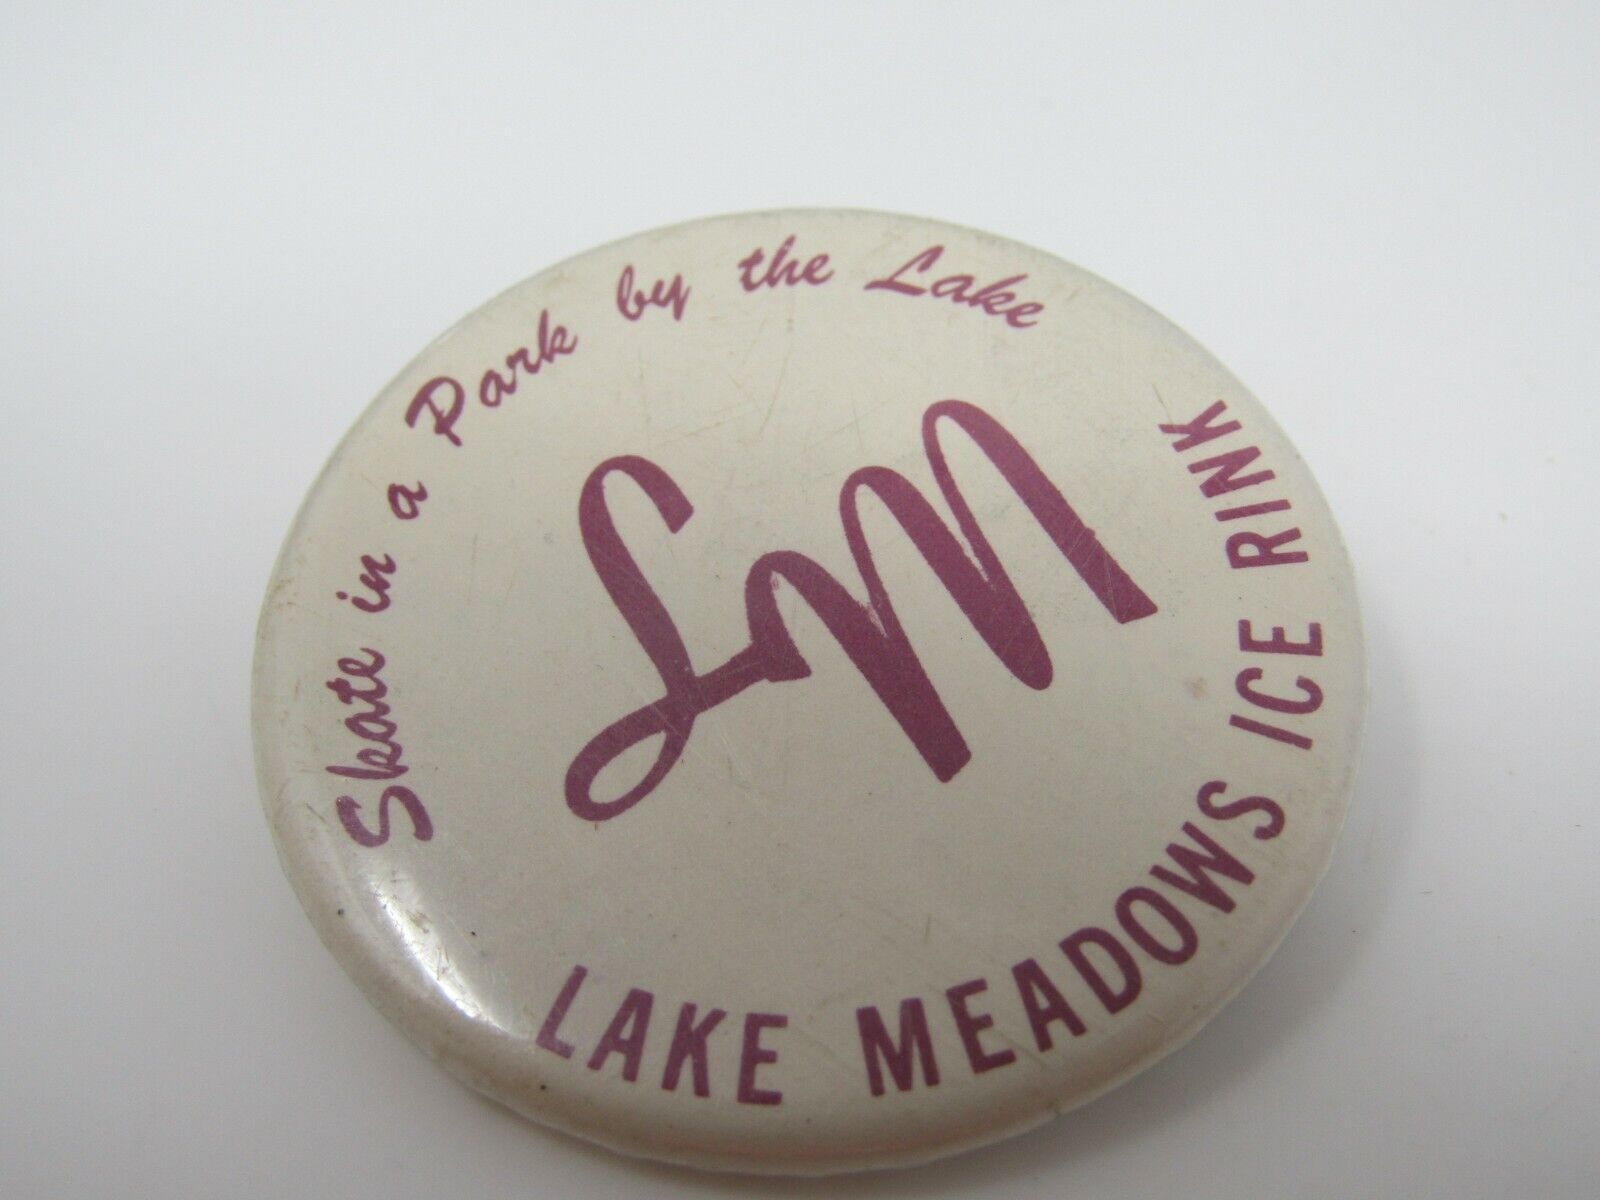 Skate in a Park by the Lake
LM
LAKE MEADOWS ICE RINK